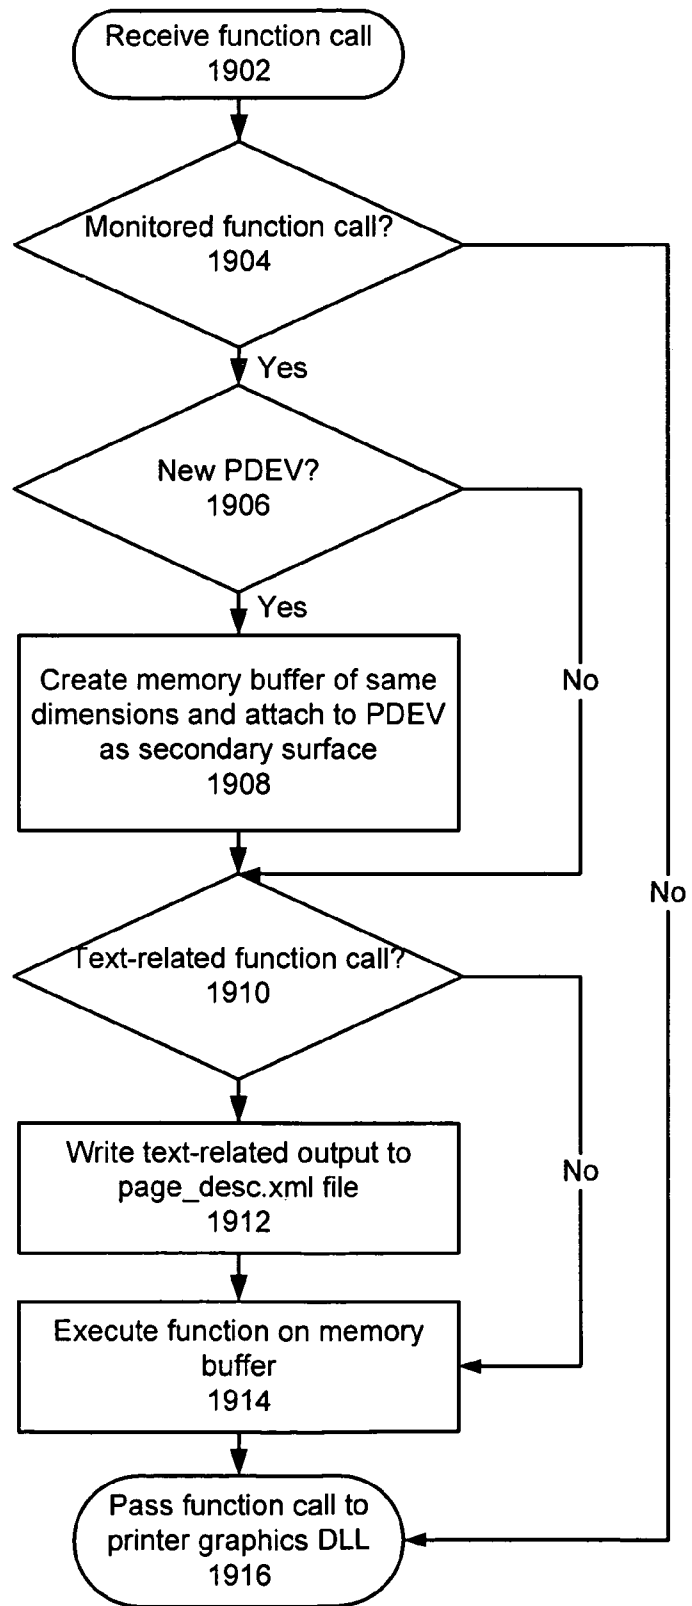 Receive function call
1902
Monitored function call?
1904
Yes
New PDEV?
1906
Yes
Create memory buffer of same
dimensions and attach to PDEV
as secondary surface
1908
No
No
Text-related function call?
1910
Write text-related output to
page_desc.xml file
1912
No
Execute function on memory
buffer
1914
Pass function call to
printer graphics DLL
1916